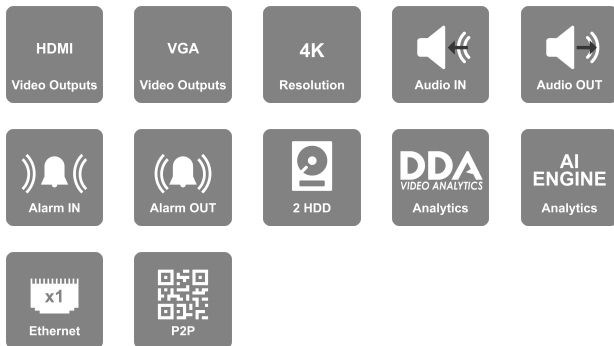 HDMI
Video Outputs
VGA
Video Outputs
4K
Resolution
Audio IN
Audio OUT
Alarm IN
Alarm OUT
2 HDD
DDA
VIDEO ANALYTICS
Analytics
AI
ENGINE
Analytics
x1
Ethernet
P2P